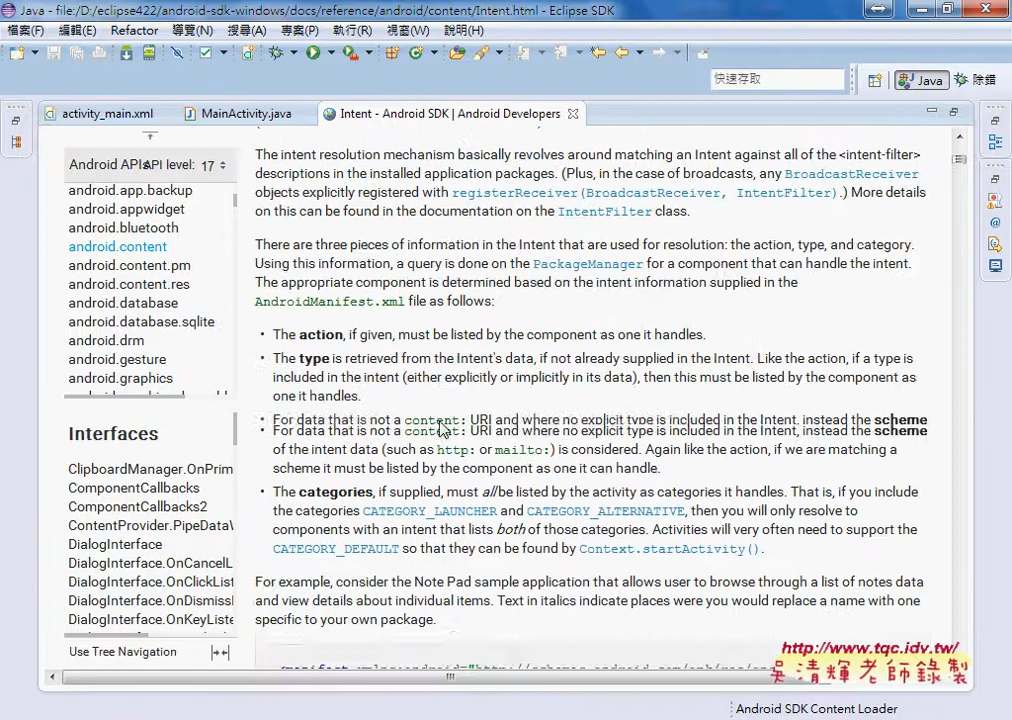 Java - file:/D:/eclipse422/android-sdk-windows/docs/reference/android/content/Intent.html - Eclipse SDK
檔案(F) 編輯(E) Refactor 導覽(N) 搜尋(A) 專案(P) 執行(R) 視窗(W) 說明(H)
快速存取 Java 除錯
activity_main.xml MainActivity.java Intent - Android SDK | Android Developers
Android APIs API level: 17
android.app.backup
android.appwidget
android.bluetooth
android.content
android.content.pm
android.content.res
android.database
android.database.sqlite
android.drm
android.gesture
android.graphics
Interfaces
ClipboardManager.OnPrim
ComponentCallbacks
ComponentCallbacks2
ContentProvider.PipeDataW
DialogInterface
DialogInterface.OnCancelL
DialogInterface.OnClickList
DialogInterface.OnDismiss
DialogInterface.OnKeyListe
Use Tree Navigation
The intent resolution mechanism basically revolves around matching an Intent against all of the <intent-filter>
descriptions in the installed application packages. (Plus, in the case of broadcasts, any BroadcastReceiver
objects explicitly registered with registerReceiver(BroadcastReceiver, IntentFilter).) More details
on this can be found in the documentation on the IntentFilter class.
There are three pieces of information in the Intent that are used for resolution: the action, type, and category.
Using this information, a query is done on the PackageManager for a component that can handle the intent.
The appropriate component is determined based on the intent information supplied in the
AndroidManifest.xml file as follows:
• The action, if given, must be listed by the component as one it handles.
• The type is retrieved from the Intent's data, if not already supplied in the Intent. Like the action, if a type is
included in the intent (either explicitly or implicitly in its data), then this must be listed by the component as
one it handles.
• For data that is not a content: URI and where no explicit type is included in the Intent, instead the scheme
• For data that is not a content: URI and where no explicit type is included in the Intent, instead the scheme
of the intent data (such as http: or mailto:) is considered. Again like the action, if we are matching a
scheme it must be listed by the component as one it can handle.
• The categories, if supplied, must all be listed by the activity as categories it handles. That is, if you include
the categories CATEGORY_LAUNCHER and CATEGORY_ALTERNATIVE, then you will only resolve to
components with an intent that lists both of those categories. Activities will very often need to support the
CATEGORY_DEFAULT so that they can be found by Context.startActivity().
For example, consider the Note Pad sample application that allows user to browse through a list of notes data
and view details about individual items. Text in italics indicate places were you would replace a name with one
specific to your own package.
http://www.tqc.idv.tw/
吳清輝老師錄製
Android SDK Content Loader